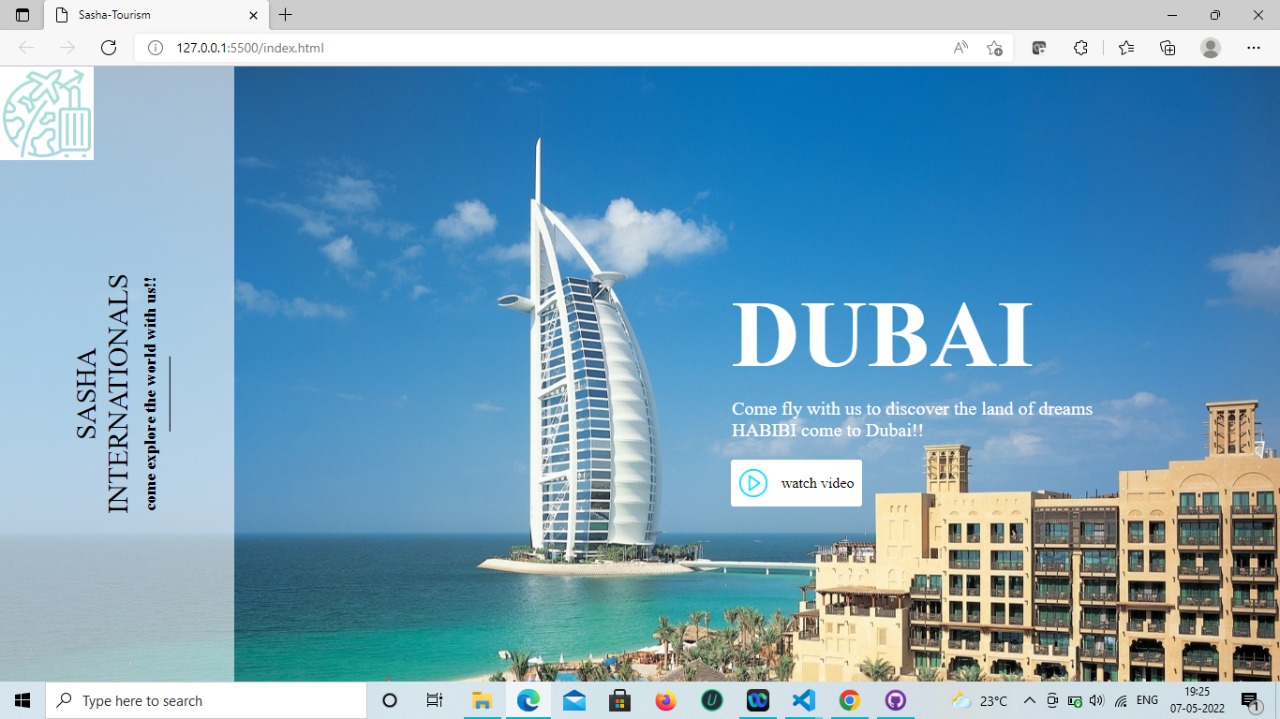 Sasha-Tourism
127.0.0.1:5500/index.html
SASHA
INTERNATIONALS
come explore the world with us!!
DUBAI
Come fly with us to discover the land of dreams
HABIBI come to Dubai!!
watch video
Type here to search
23°C
ENG
19:25
07-05-2022
1